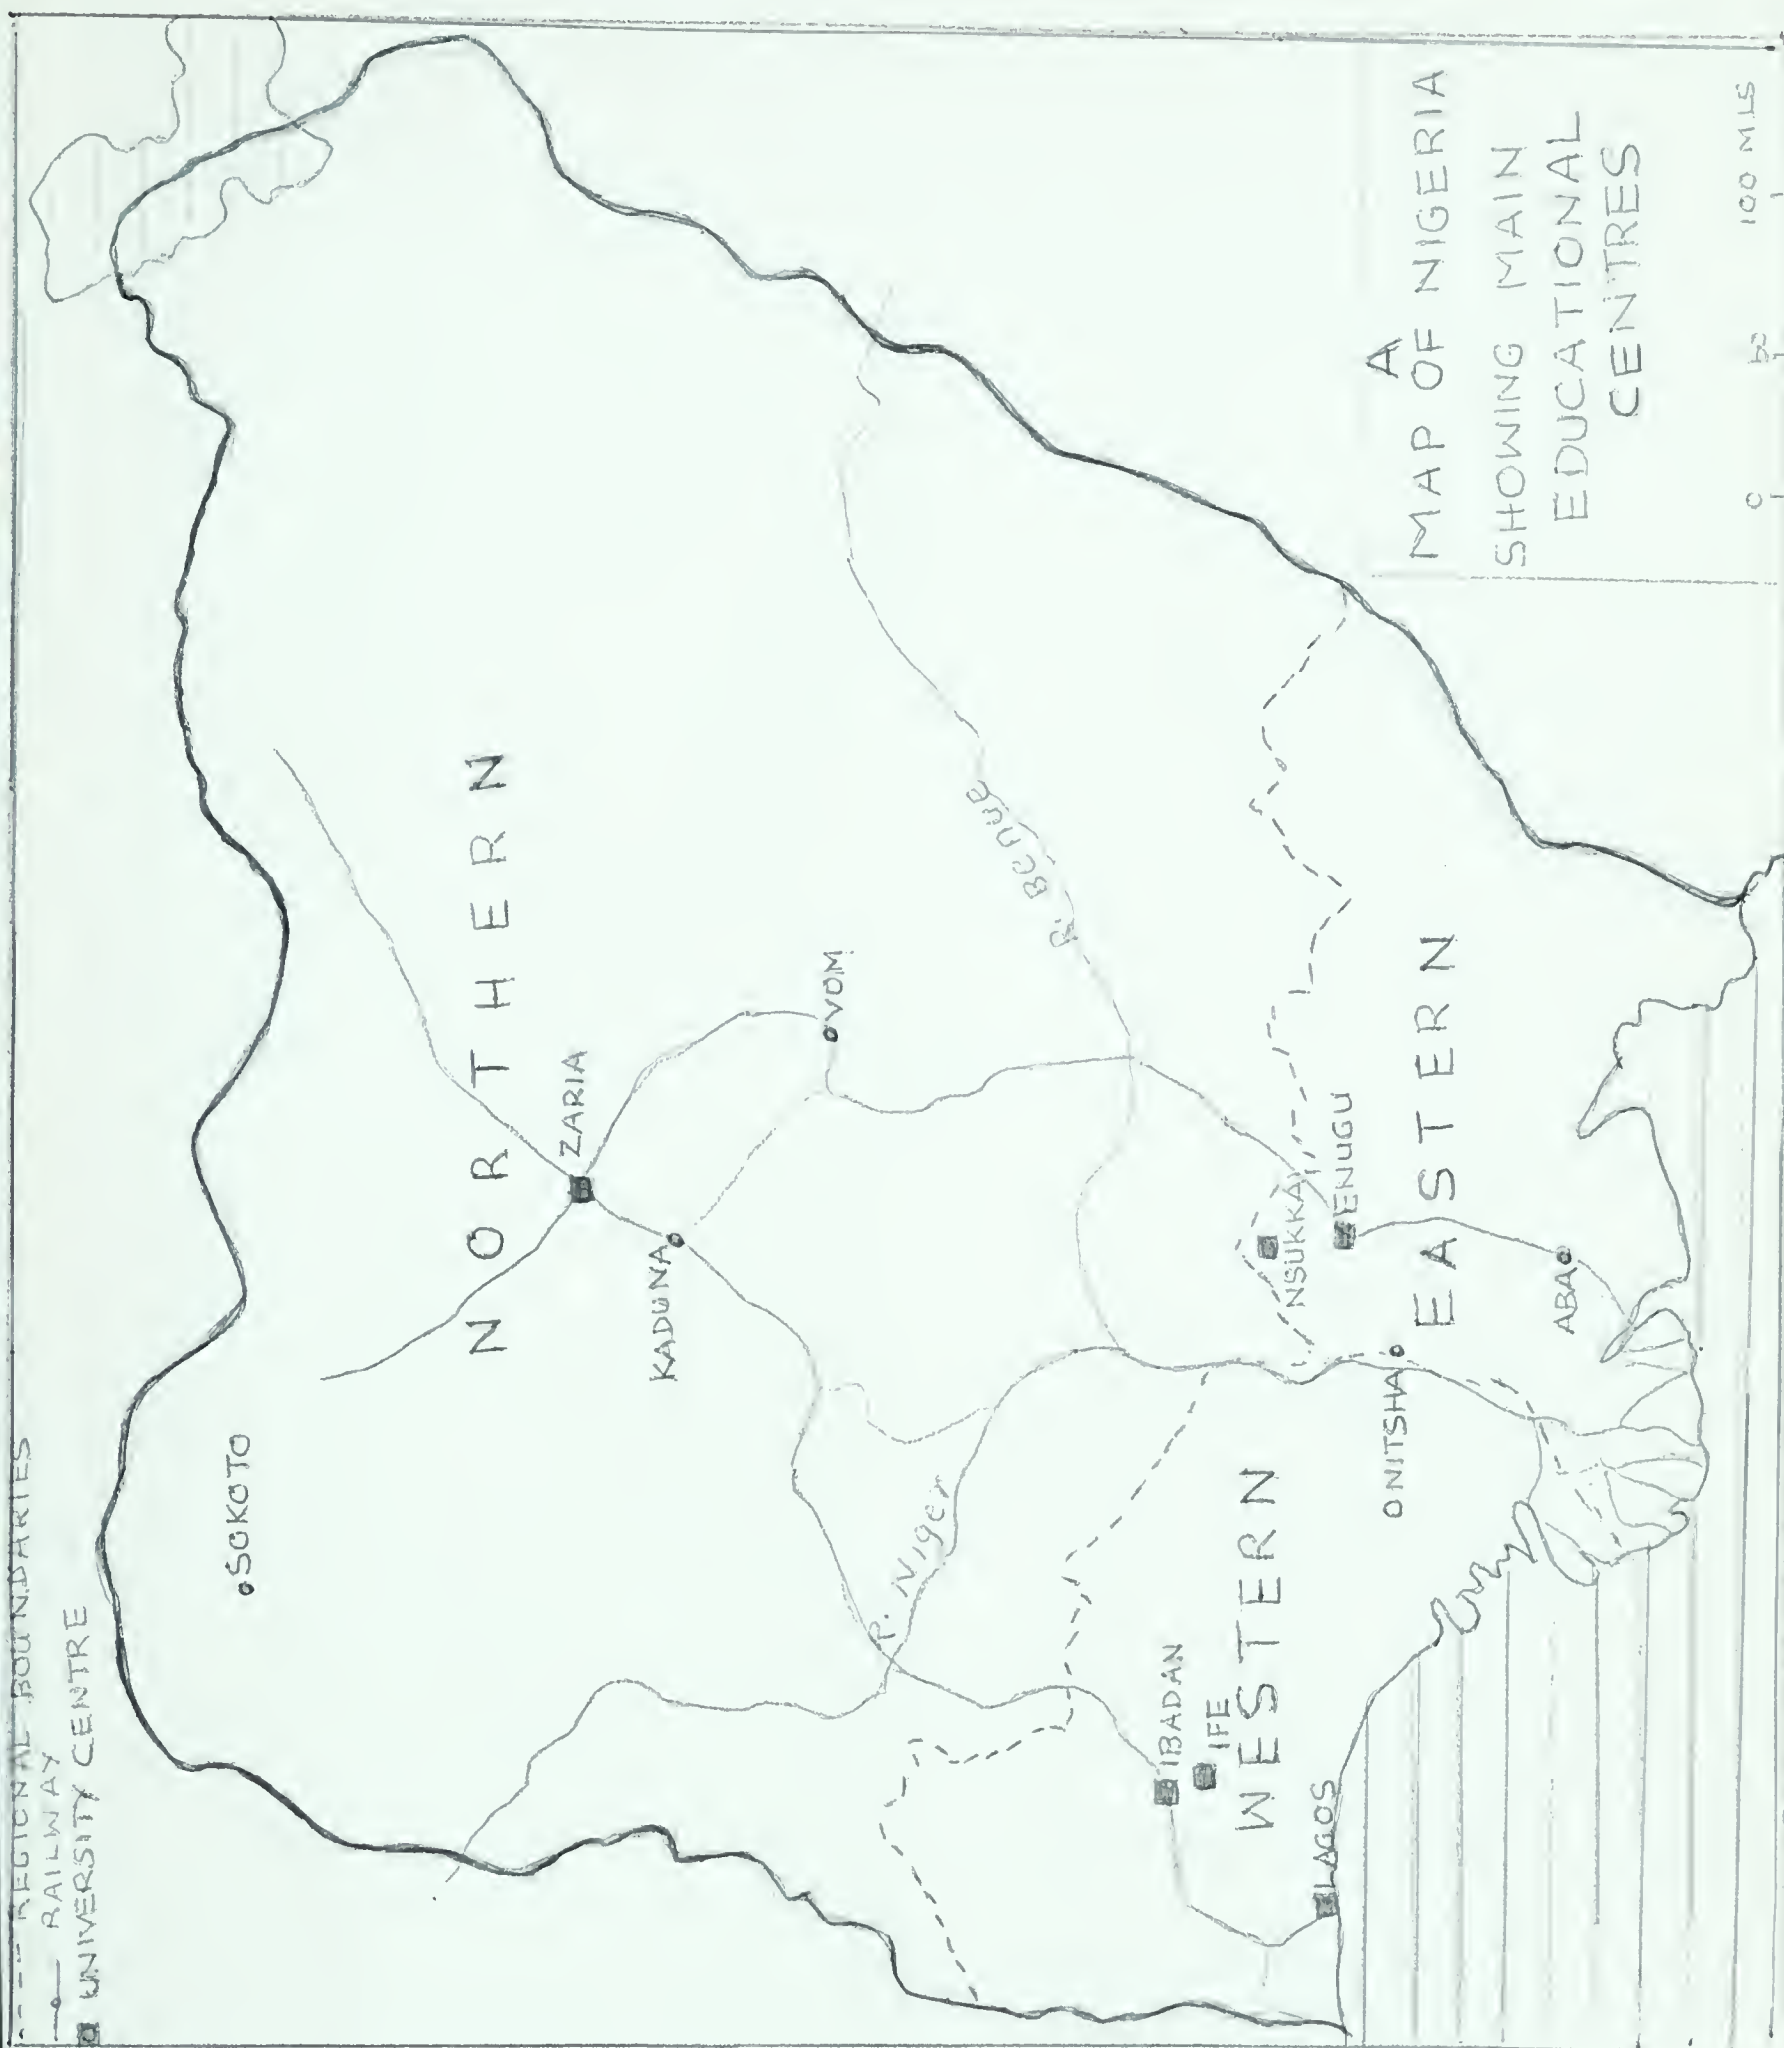 ---- REGIONAL BOUNDARIES
RAILWAY
UNIVERSITY CENTRE
SOKOTO
NORTHERN
ZARIA
KADUNA
VOM
R. Benue
R. Niger
IBADAN
IFE
WESTERN
LAGOS
NSUKKA
ENUGU
ONITSHA
EASTERN
ABA
A
MAP OF NIGERIA
SHOWING MAIN
EDUCATIONAL
CENTRES
0 50 100 MLS